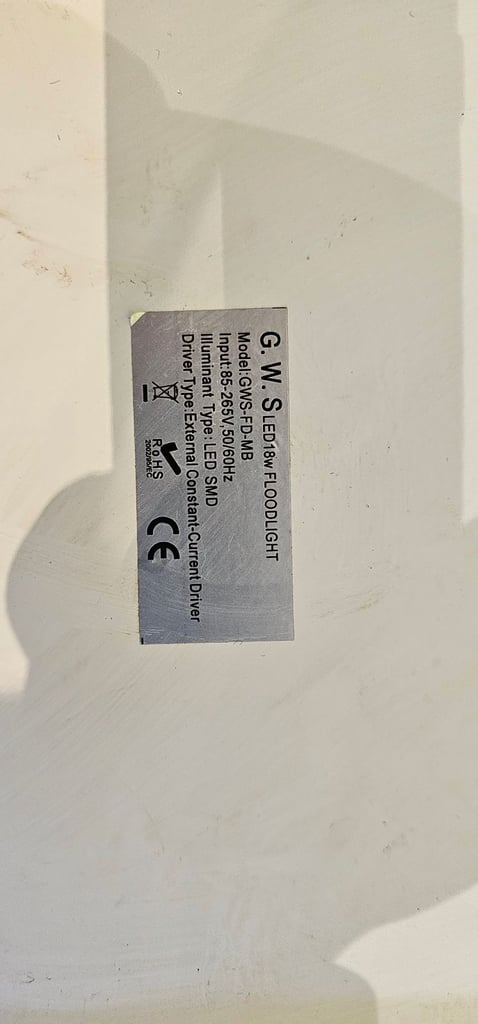 G. W. S LED18w FLOODLIGHT
Model:GWS-FD-MB
Input:85-265V,50/60Hz
Illuminant Type:LED SMD
Driver Type:External Constant-Current Driver
RoHS
2002/95/EC
CE